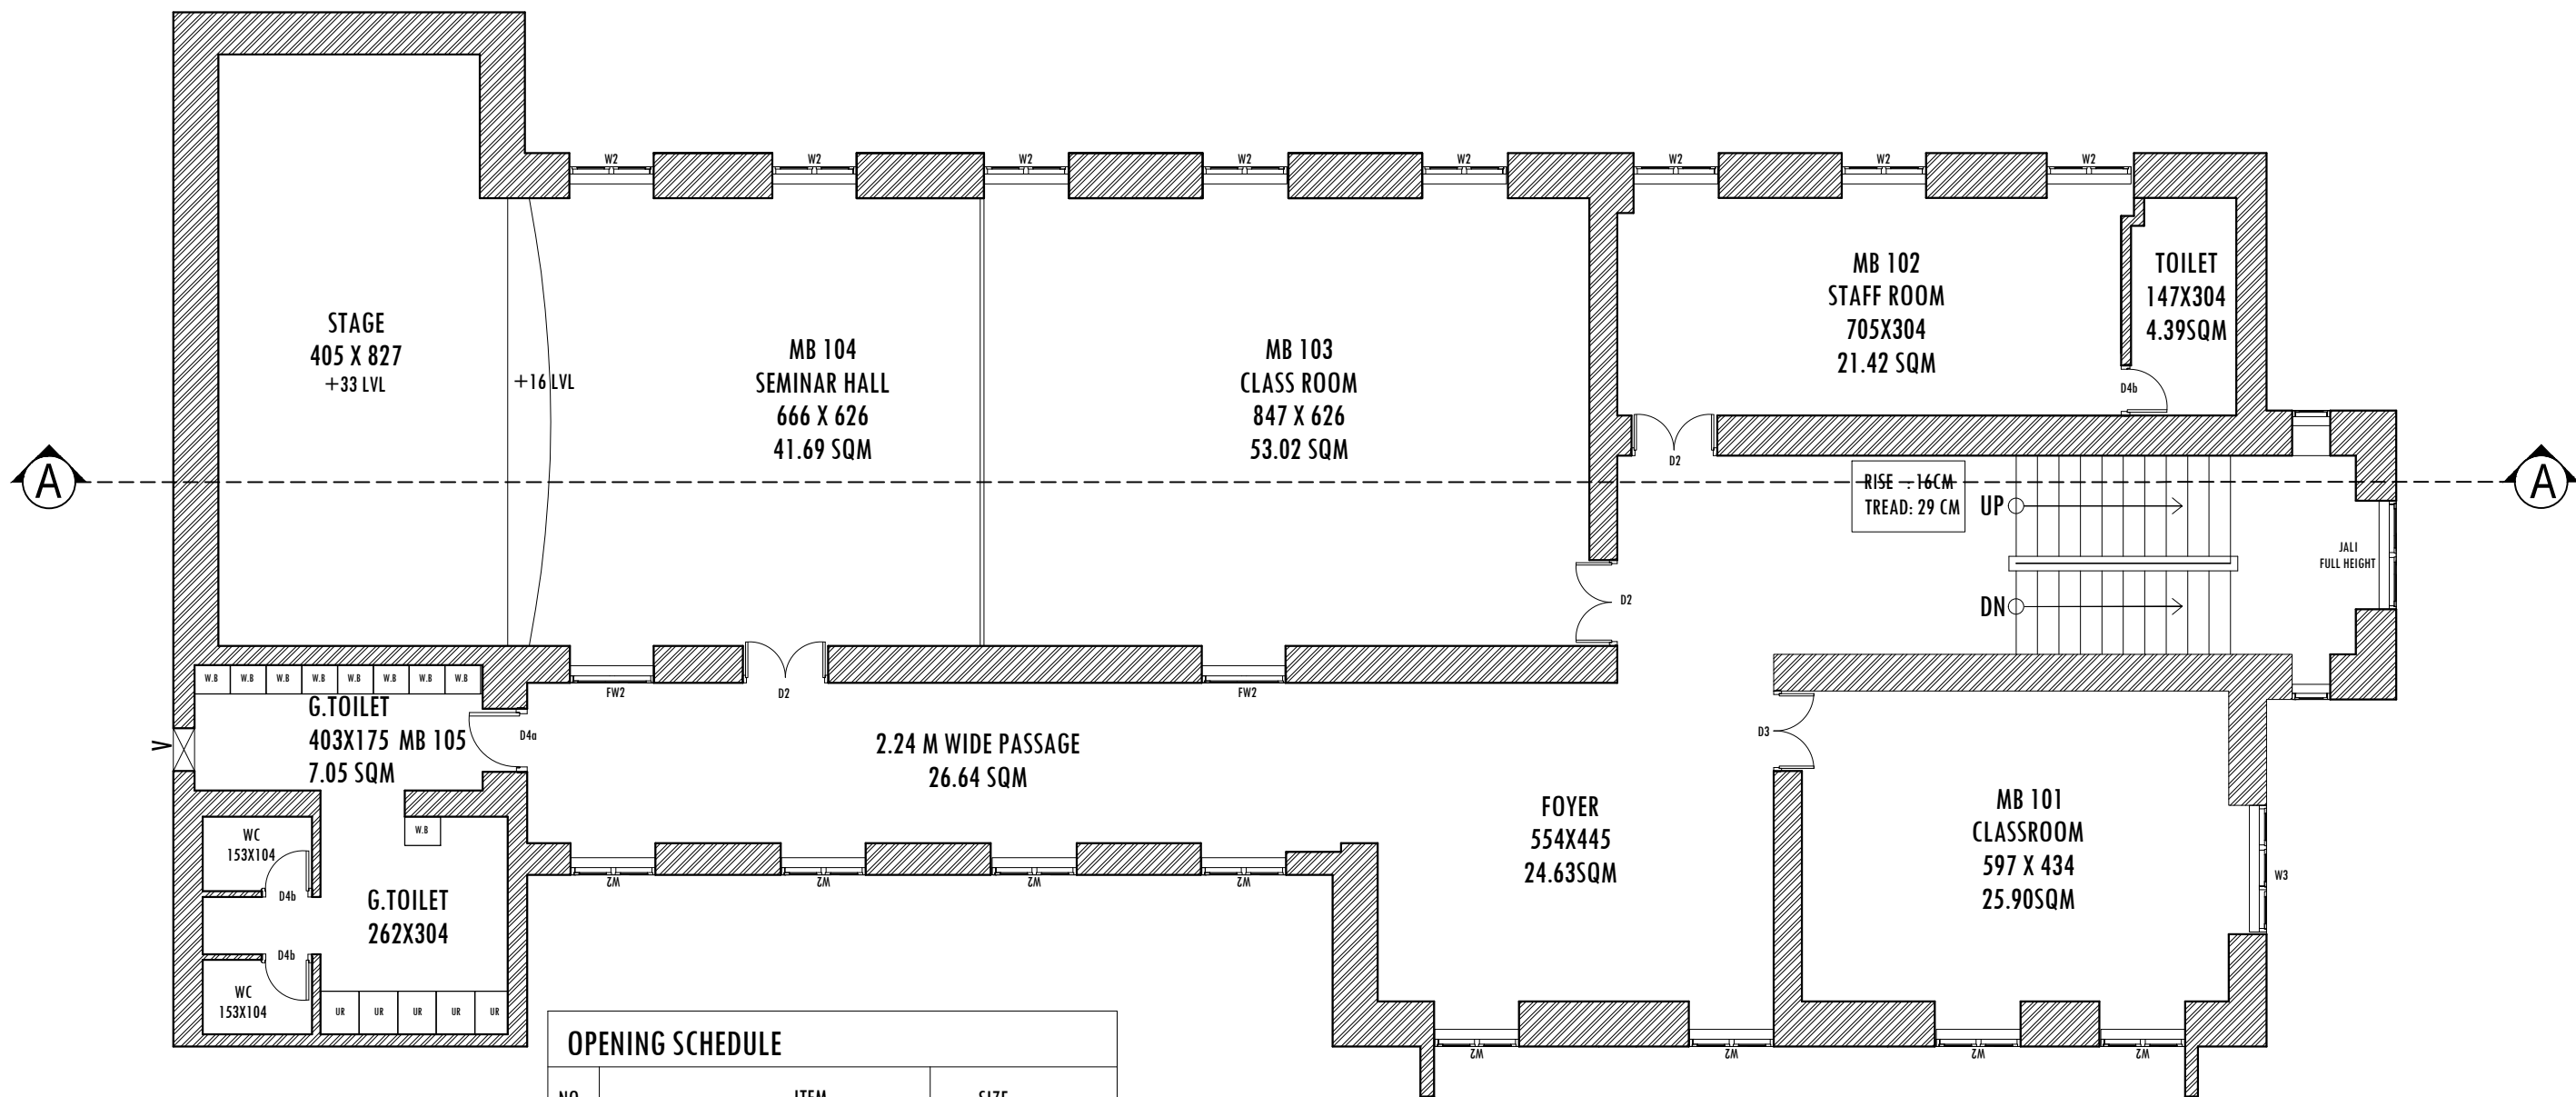 W2
W2
W2
W2
W2
W2
W2
W2
STAGE
405 X 827
+33 LVL
+16 LVL
MB 104
SEMINAR HALL
666 X 626
41.69 SQM
MB 103
CLASS ROOM
847 X 626
53.02 SQM
MB 102
STAFF ROOM
705X304
21.42 SQM
TOILET
147X304
4.39SQM
D4b
D2
A
A
RISE : 16CM
TREAD: 29 CM
UP
DN
JALI
FULL HEIGHT
D2
W.B
W.B
W.B
W.B
W.B
W.B
W.B
W.B
FW2
D2
FW2
G.TOILET
403X175 MB 105
7.05 SQM
V
D4a
2.24 M WIDE PASSAGE
26.64 SQM
D3
FOYER
554X445
24.63SQM
MB 101
CLASSROOM
597 X 434
25.90SQM
W3
WC
153X104
W.B
D4b
G.TOILET
262X304
D4b
WC
153X104
UR
UR
UR
UR
UR
W2
W2
W2
W2
W2
W2
W2
W2
OPENING SCHEDULE
NO
ITEM
SIZE